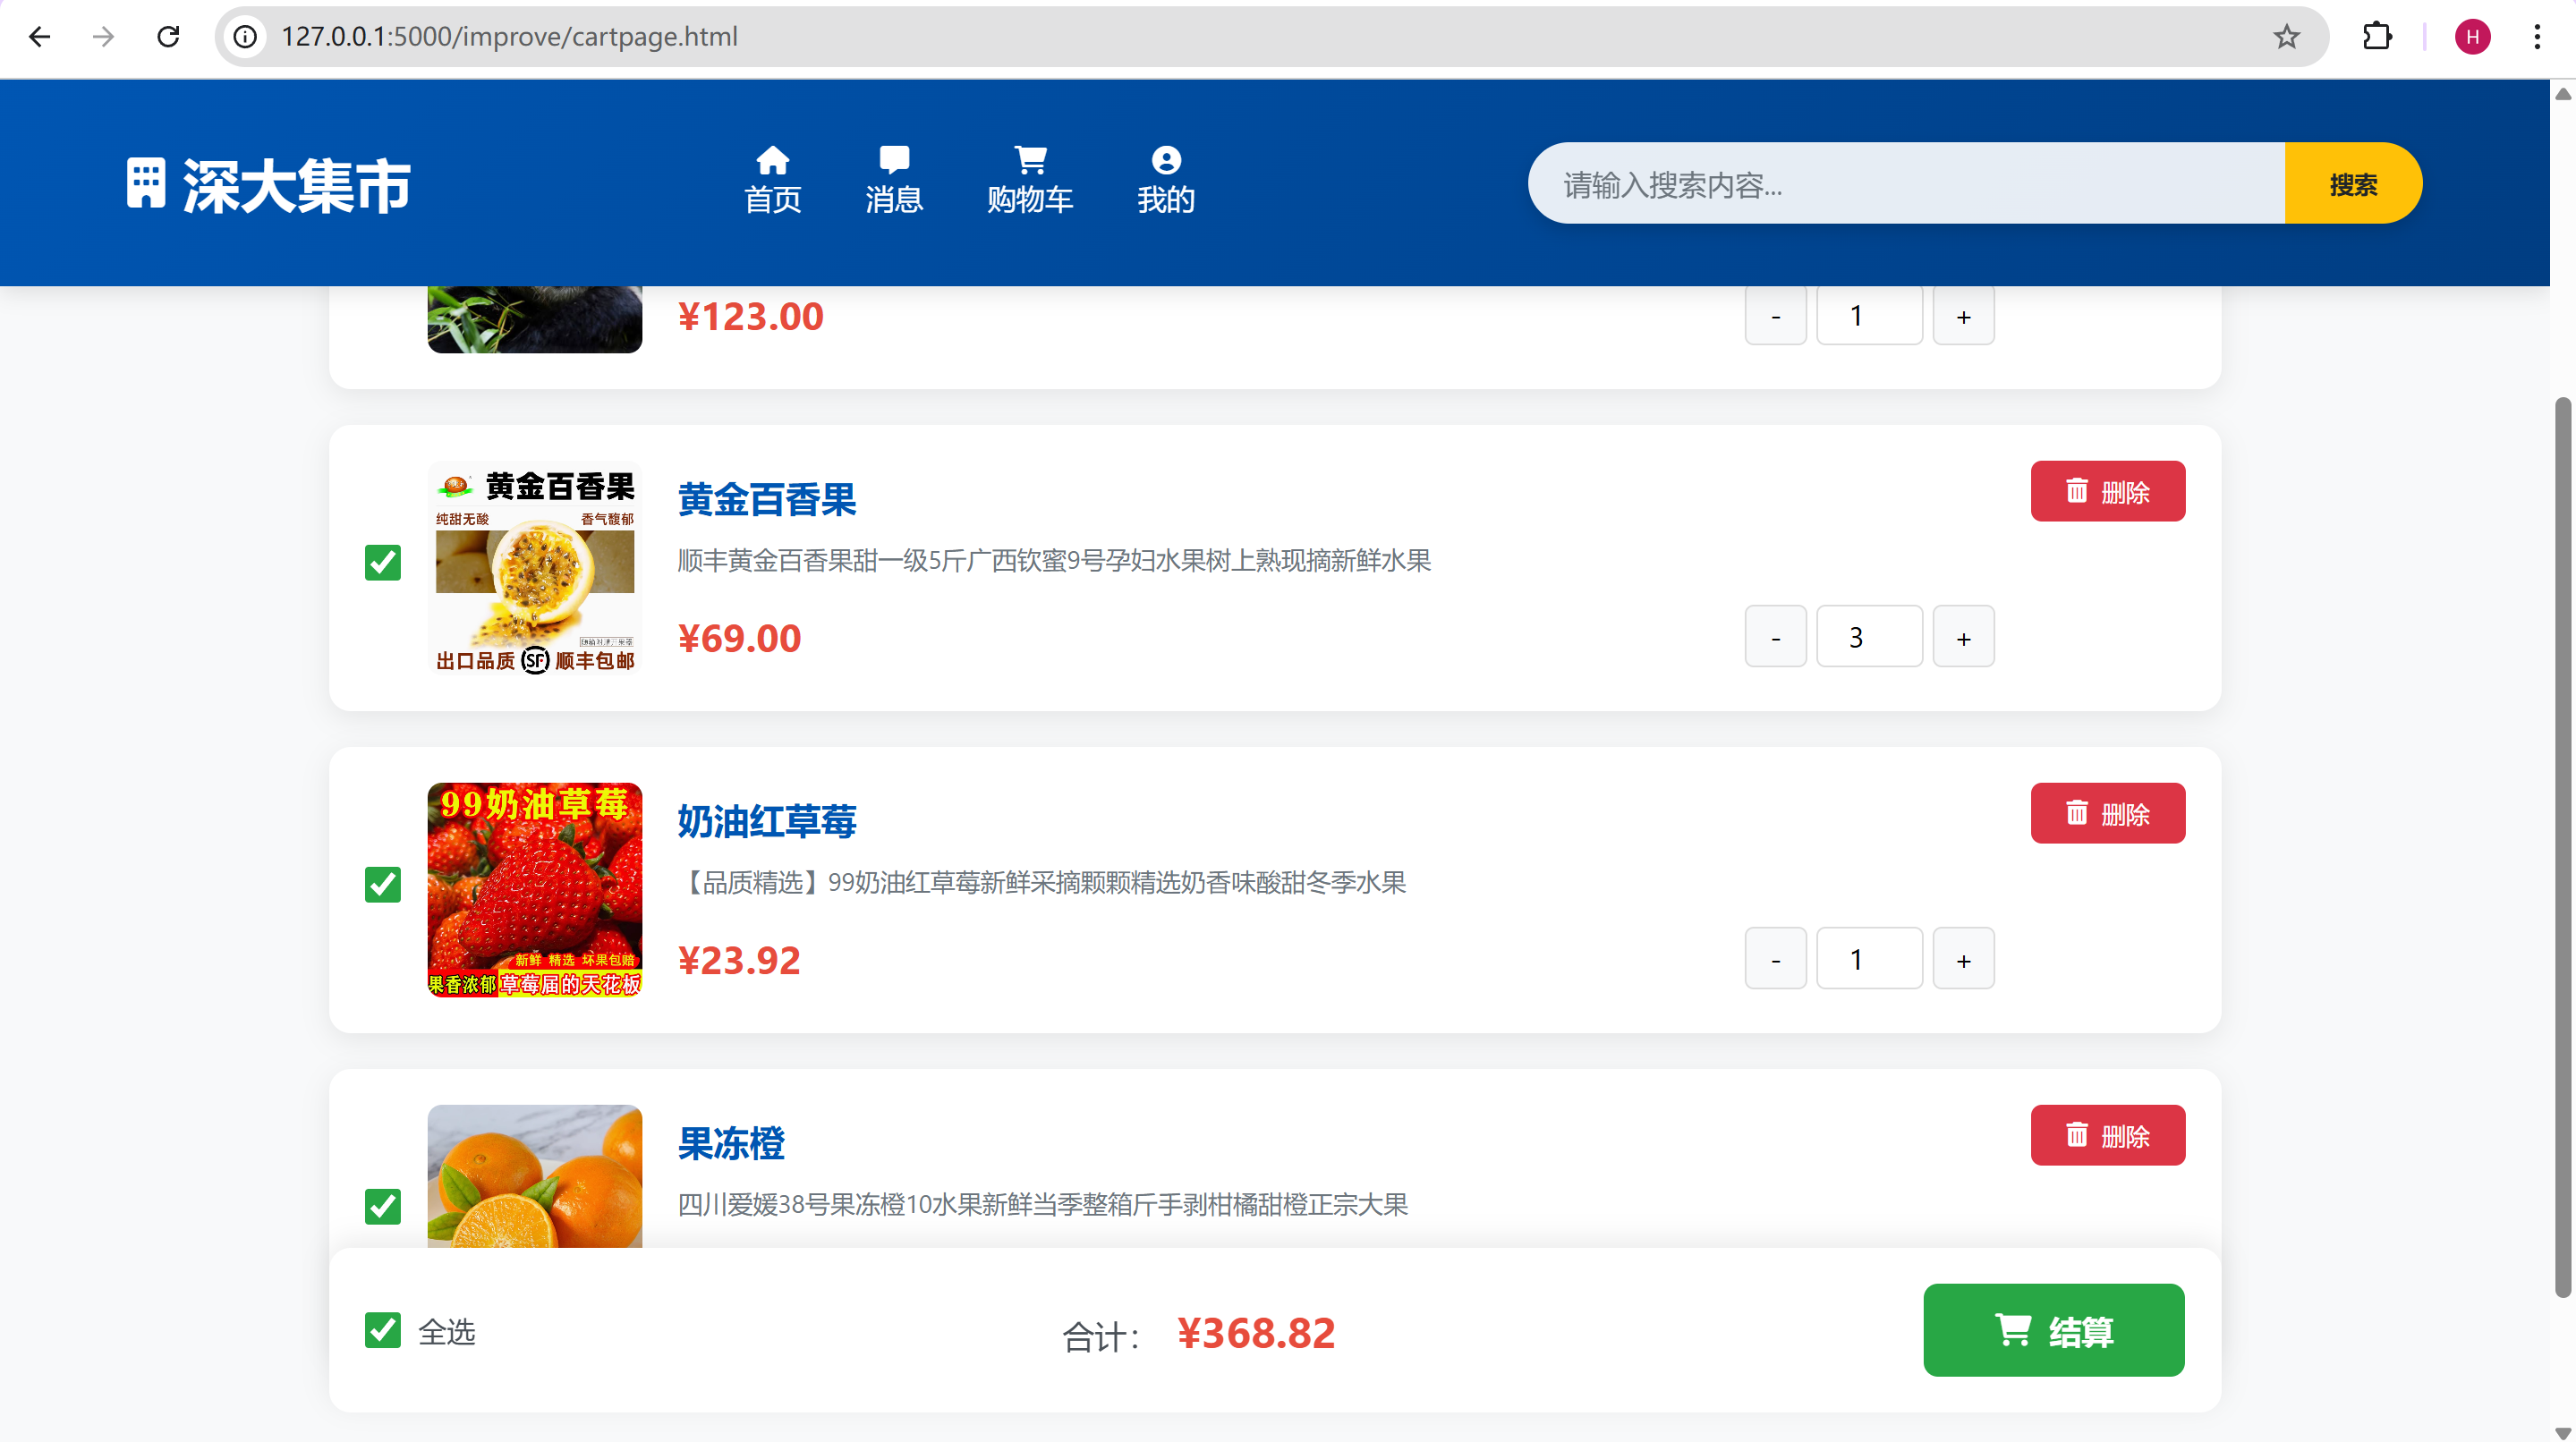 127.0.0.1:5000/improve/cartpage.html
H
深大集市
首页
消息
购物车
我的
请输入搜索内容...
搜索
¥123.00
-
1
+
黄金百香果
纯甜无酸
香气馥郁
出口品质 SF 顺丰包邮
黄金百香果
顺丰黄金百香果甜一级5斤广西钦蜜9号孕妇水果树上熟现摘新鲜水果
¥69.00
删除
-
3
+
99奶油草莓
新鲜 精选 坏果包赔
果香浓郁 草莓届的天花板
奶油红草莓
【品质精选】99奶油红草莓新鲜采摘颗颗精选奶香味酸甜冬季水果
¥23.92
删除
-
1
+
果冻橙
四川爱媛38号果冻橙10水果新鲜当季整箱斤手剥柑橘甜橙正宗大果
删除
全选
合计：
¥368.82
结算